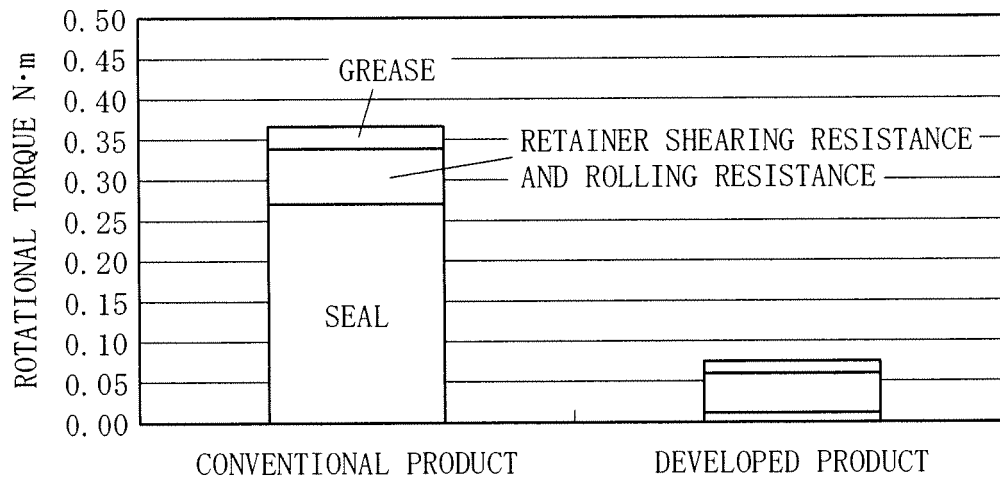 ROTATIONAL TORQUE N·m
0.50
0.45
0.40
0.35
0.30
0.25
0.20
0.15
0.10
0.05
0.00
GREASE
RETAINER SHEARING RESISTANCE
AND ROLLING RESISTANCE
SEAL
CONVENTIONAL PRODUCT
DEVELOPED PRODUCT